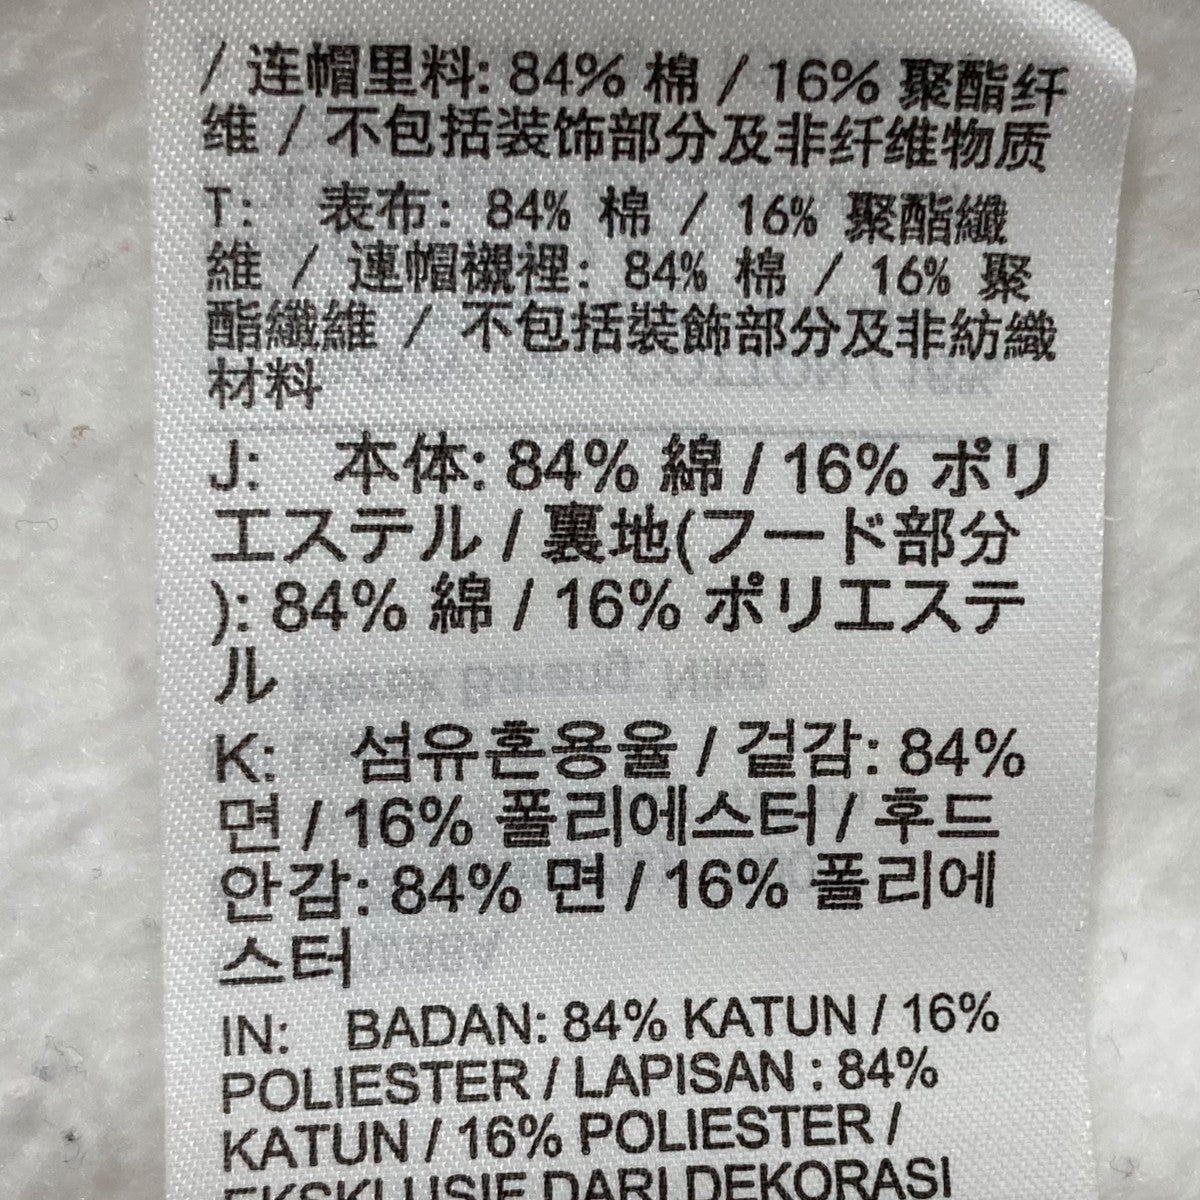 / 连帽里料: 84% 棉 / 16% 聚酯纤
维 / 不包括装饰部分及非纤维物质
T: 表布: 84% 棉 / 16% 聚酯纖
維 / 連帽襯裡: 84% 棉 / 16% 聚
酯纖維 / 不包括裝飾部分及非紡織
材料
J: 本体: 84% 綿 / 16% ポリ
エステル / 裏地(フード部分
): 84% 綿 / 16% ポリエステ
ル
K: 섬유혼용율 / 겉감: 84%
면 / 16% 폴리에스터 / 후드
안감: 84% 면 / 16% 폴리에
스터
IN: BADAN: 84% KATUN / 16%
POLIESTER / LAPISAN : 84%
KATUN / 16% POLIESTER /
EKSKLUSIF DARI DEKORASI